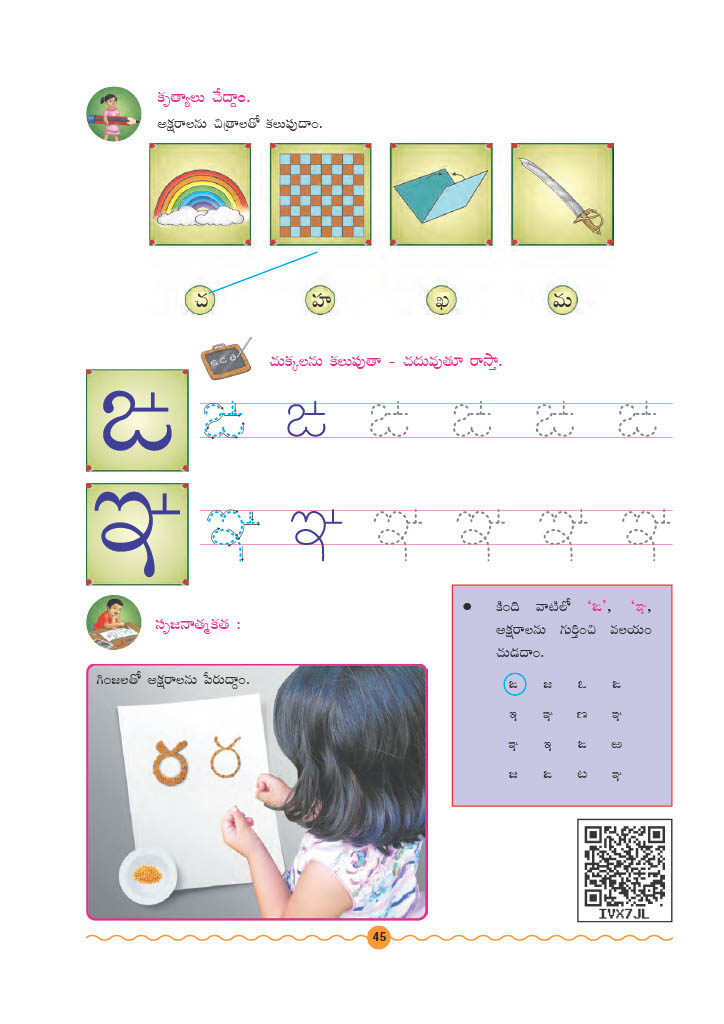 కృత్యాలు చేద్దాం.
అక్షరాలను చిత్రాలతో కలుపుదాం.
చ హ ఖ మ
చుక్కలను కలుపుతా - చదువుతూ రాస్తా.
ఙ ఙ ఙ ఙ ఙ ఙ ఙ
ఞ ఞ ఞ ఞ ఞ ఞ ఞ
సృజనాత్మకత :
గింజలతో అక్షరాలను పేరుద్దాం.
● కింది వాటిలో 'ఙ', 'ఞ,
అక్షరాలను గుర్తించి వలయం
చుడదాం.
ఙ జ ఓ ఙ
ఇ ఞ ణ ఞ
ఞ ఇ ఙ ఱ
జ ఙ ట ఞ
IVX7JL
45